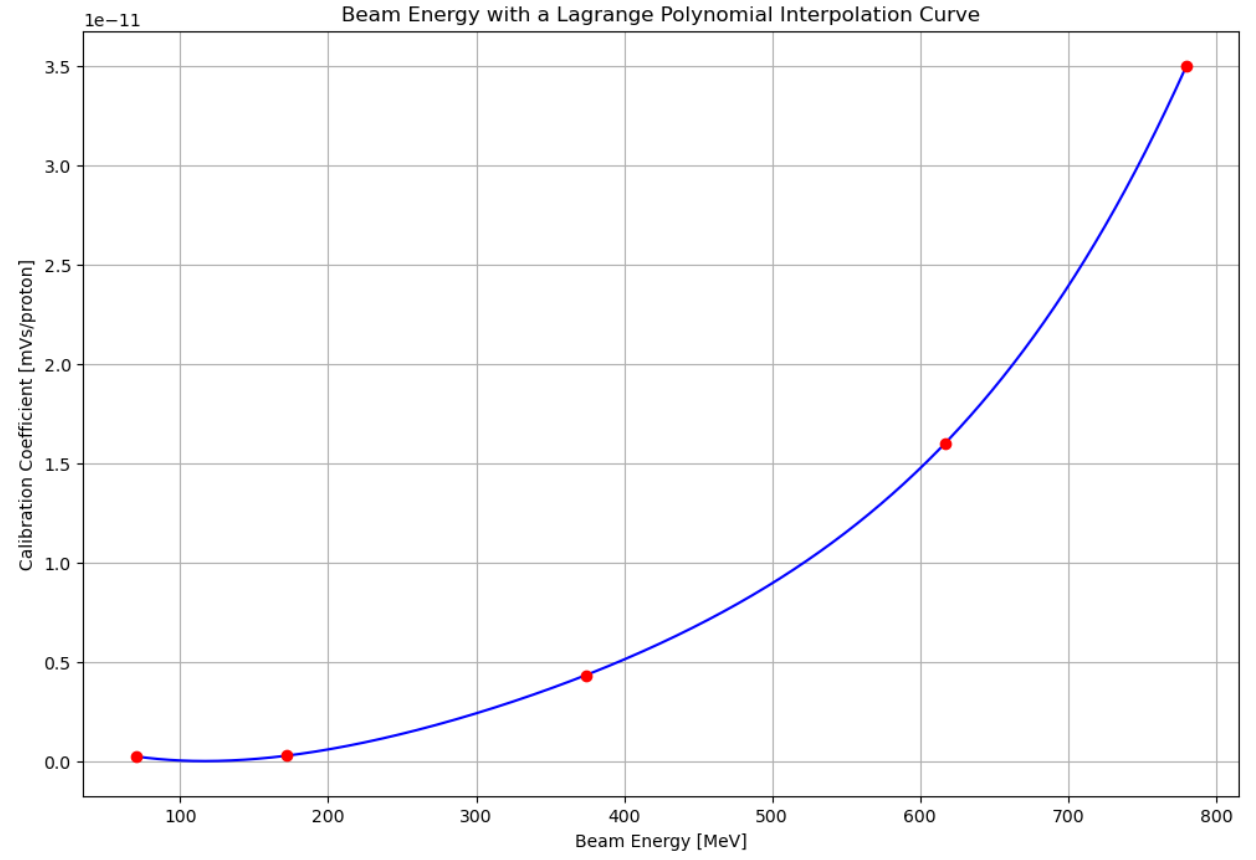 Beam Energy with a Lagrange Polynomial Interpolation Curve
1e−11
3.5
3.0
2.5
2.0
1.5
1.0
0.5
0.0
Calibration Coefficient [mVs/proton]
100 200 300 400 500 600 700 800
Beam Energy [MeV]